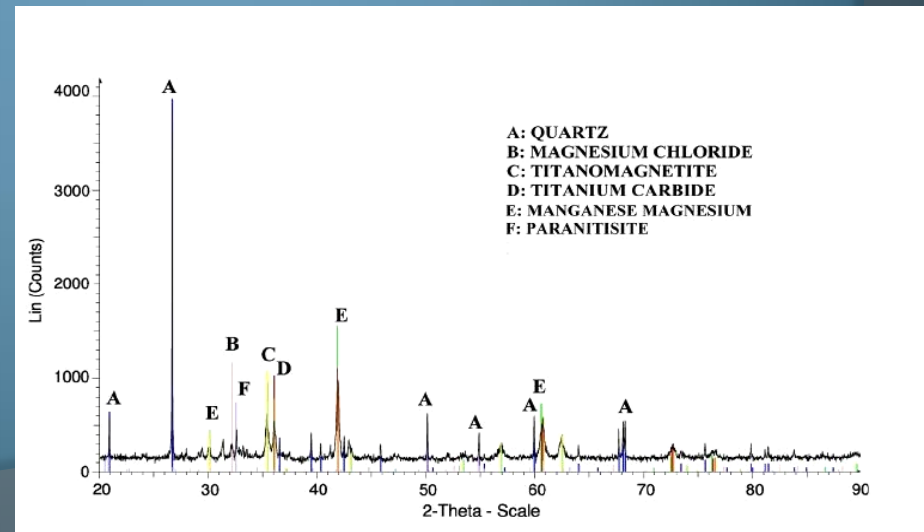 A
4000
A: QUARTZ
B: MAGNESIUM CHLORIDE
3000
C: TITANOMAGNETITE
D: TITANIUM CARBIDE
E: MANGANESE MAGNESIUM
F: PARANITISITE
Lin (Counts)
2000
E
B
C
D
1000
F
E
A
A
A
A
E
A
A
0
20 30 40 50 60 70 80 90
2-Theta - Scale